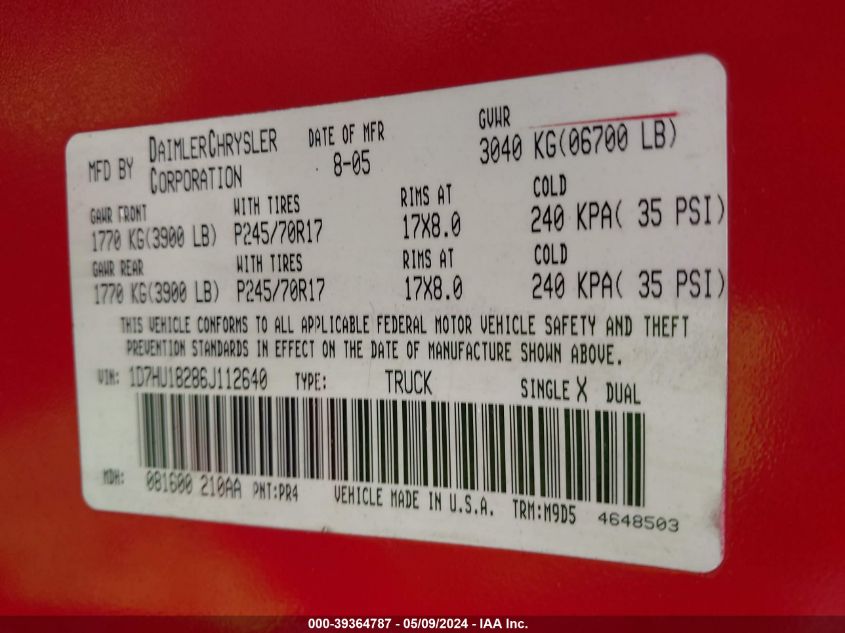 MFD BY DAIMLERCHRYSLER CORPORATION DATE OF MFR 8-05 GVWR 3040 KG(06700 LB)
GAWR FRONT WITH TIRES RIMS AT COLD
1770 KG(3900 LB) P245/70R17 17X8.0 240 KPA( 35 PSI)
GAWR REAR WITH TIRES RIMS AT COLD
1770 KG(3900 LB) P245/70R17 17X8.0 240 KPA( 35 PSI)
THIS VEHICLE CONFORMS TO ALL APPLICABLE FEDERAL MOTOR VEHICLE SAFETY AND THEFT
PREVENTION STANDARDS IN EFFECT ON THE DATE OF MANUFACTURE SHOWN ABOVE.
VIN: 1D7HU18286J112640 TYPE: TRUCK SINGLE X DUAL
MDH: 081600 210AA PNT:PR4 VEHICLE MADE IN U.S.A. TRM:M9D5 4648503
000-39364787 - 05/09/2024 - IAA Inc.